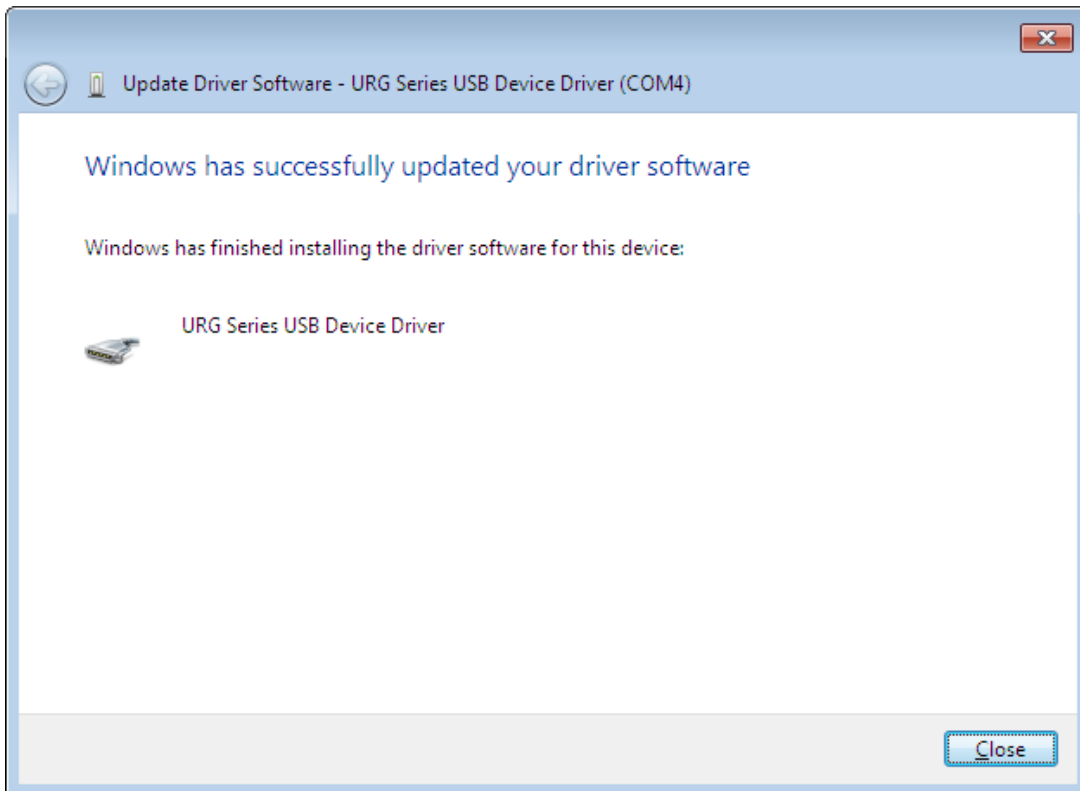 Update Driver Software - URG Series USB Device Driver (COM4)
Windows has successfully updated your driver software
Windows has finished installing the driver software for this device:
URG Series USB Device Driver
Close